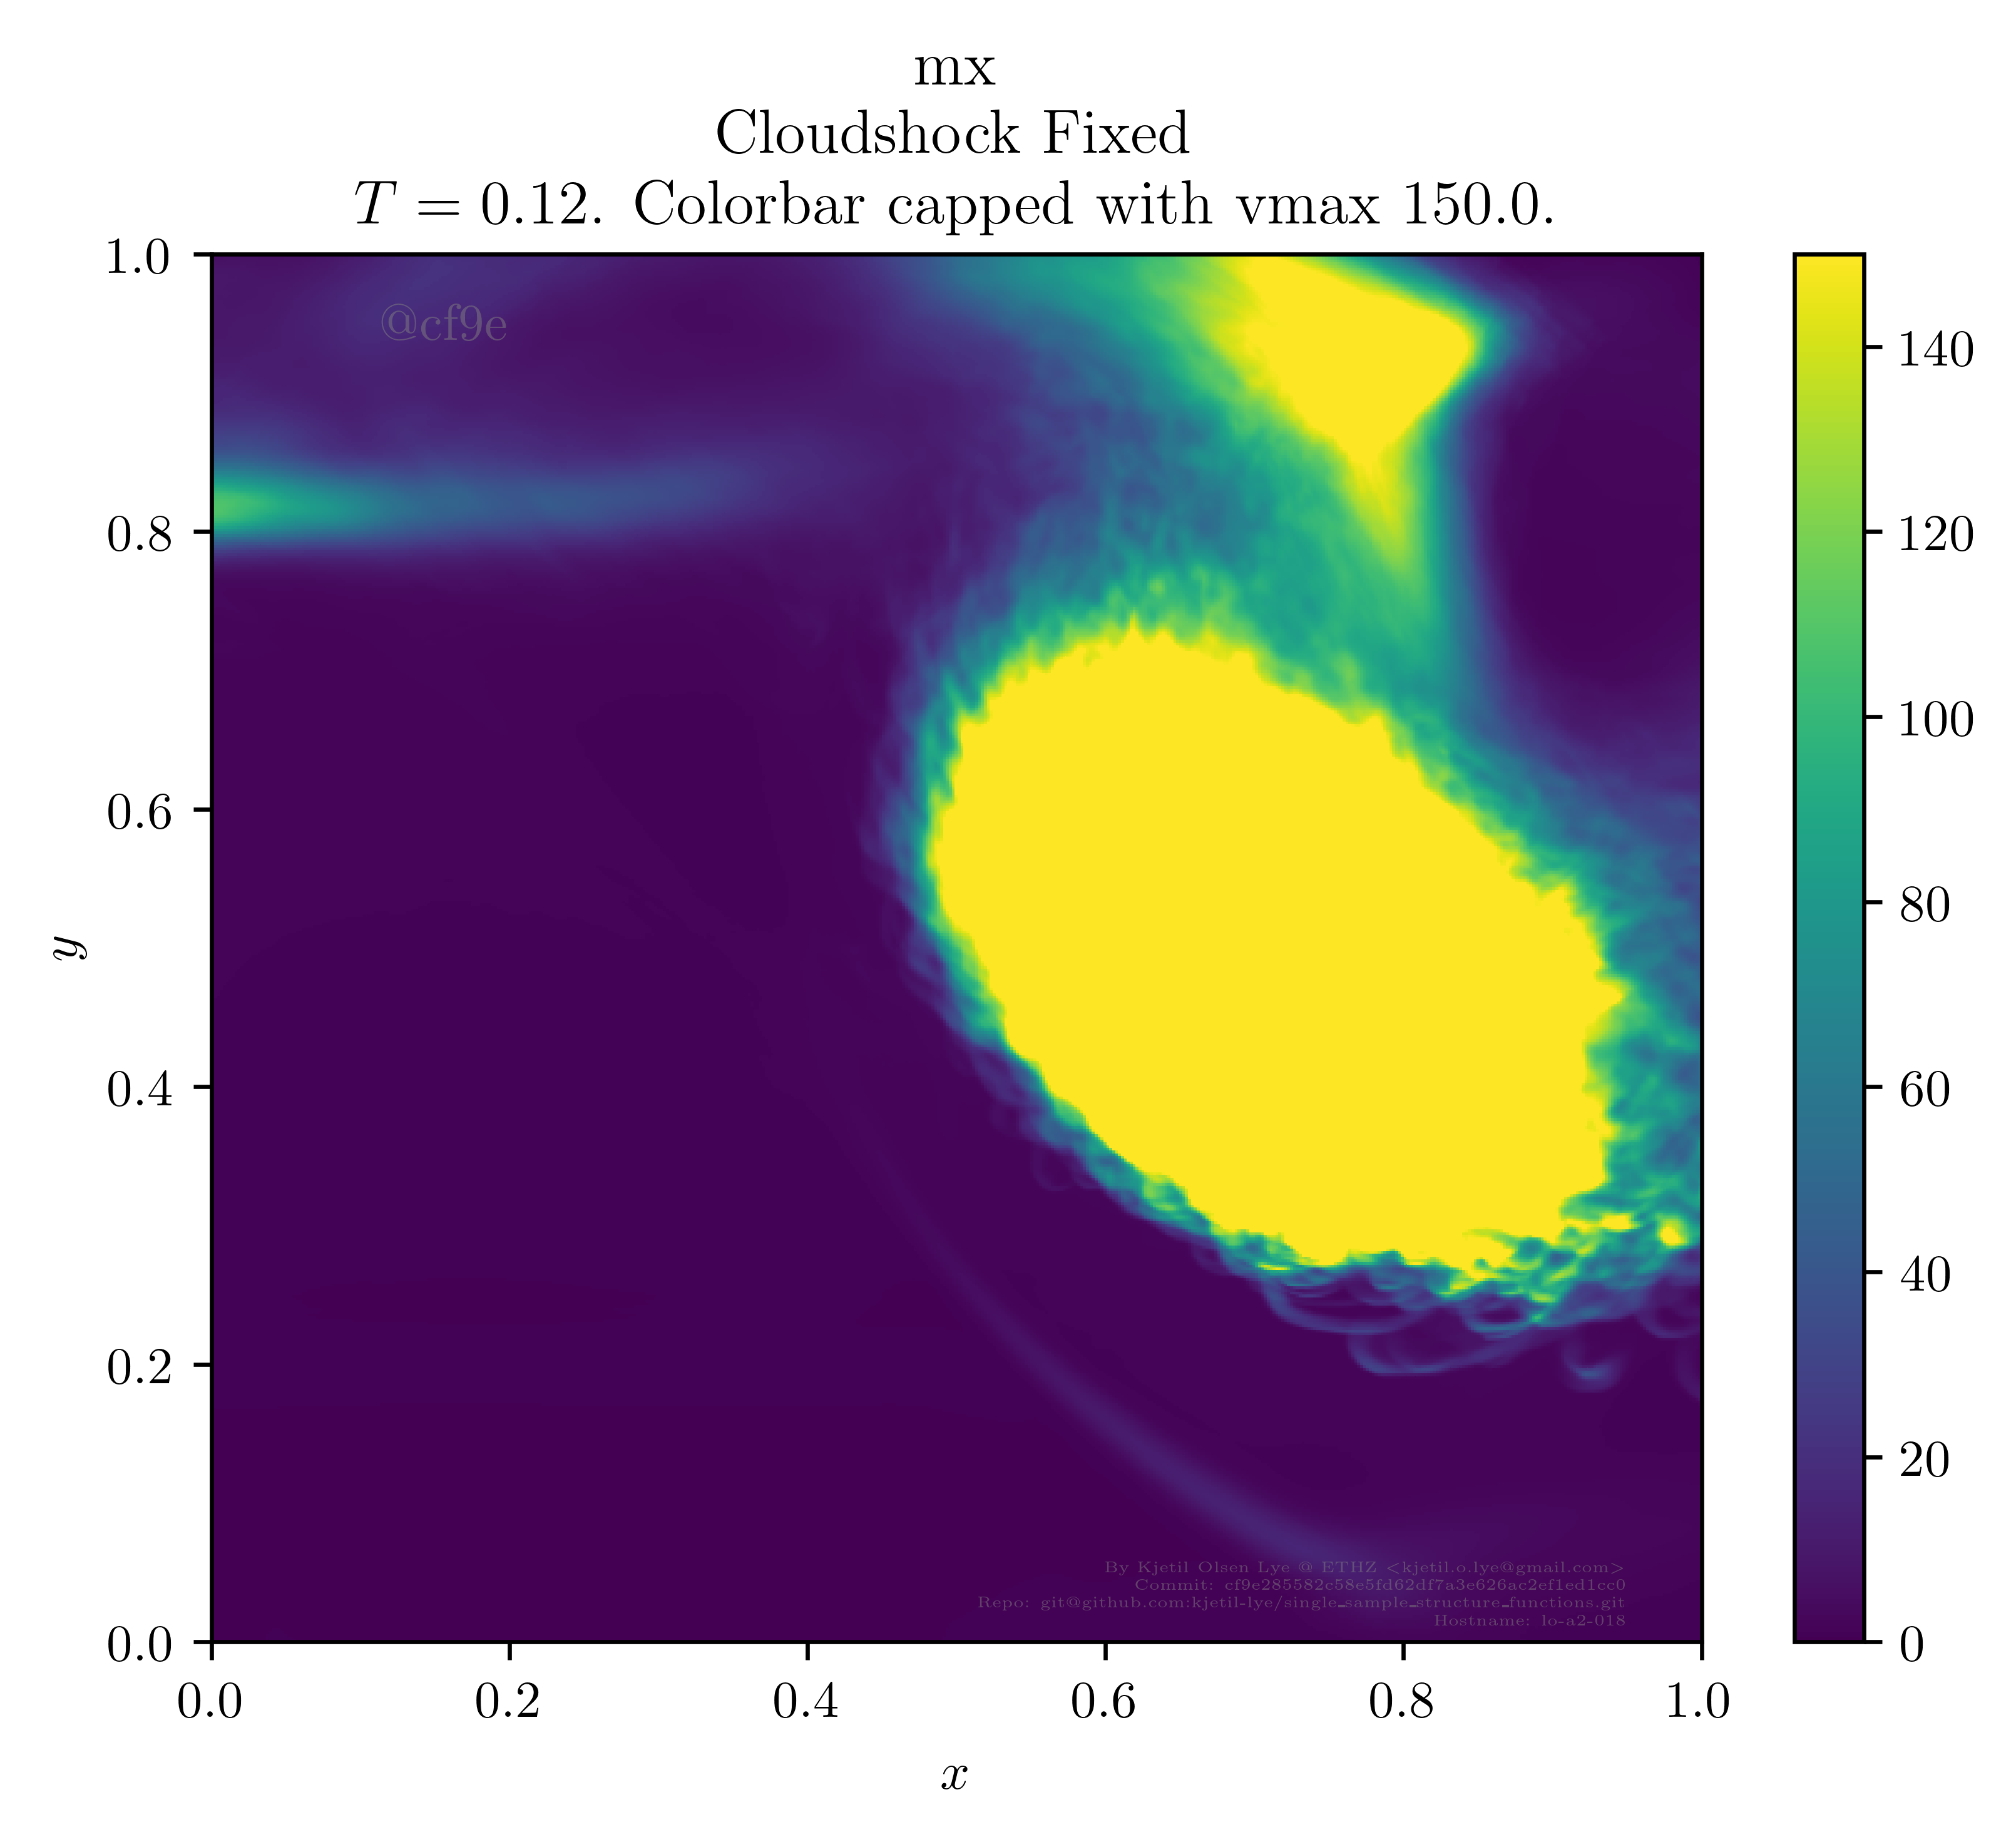 mx
Cloudshock Fixed
T = 0.12. Colorbar capped with vmax 150.0.
1.0
0.8
0.6
0.4
0.2
0.0
y
@cf9e
By Kjetil Olsen Lye @ ETHZ <kjetil.o.lye@gmail.com>
Commit: cf9e285582c58e5fd62df7a3e626ac2ef1ed1cc0
Repo: git@github.com:kjetil-lye/single_sample_structure_functions.git
Hostname: lo-a2-018
0.0 0.2 0.4 0.6 0.8 1.0
x
140
120
100
80
60
40
20
0